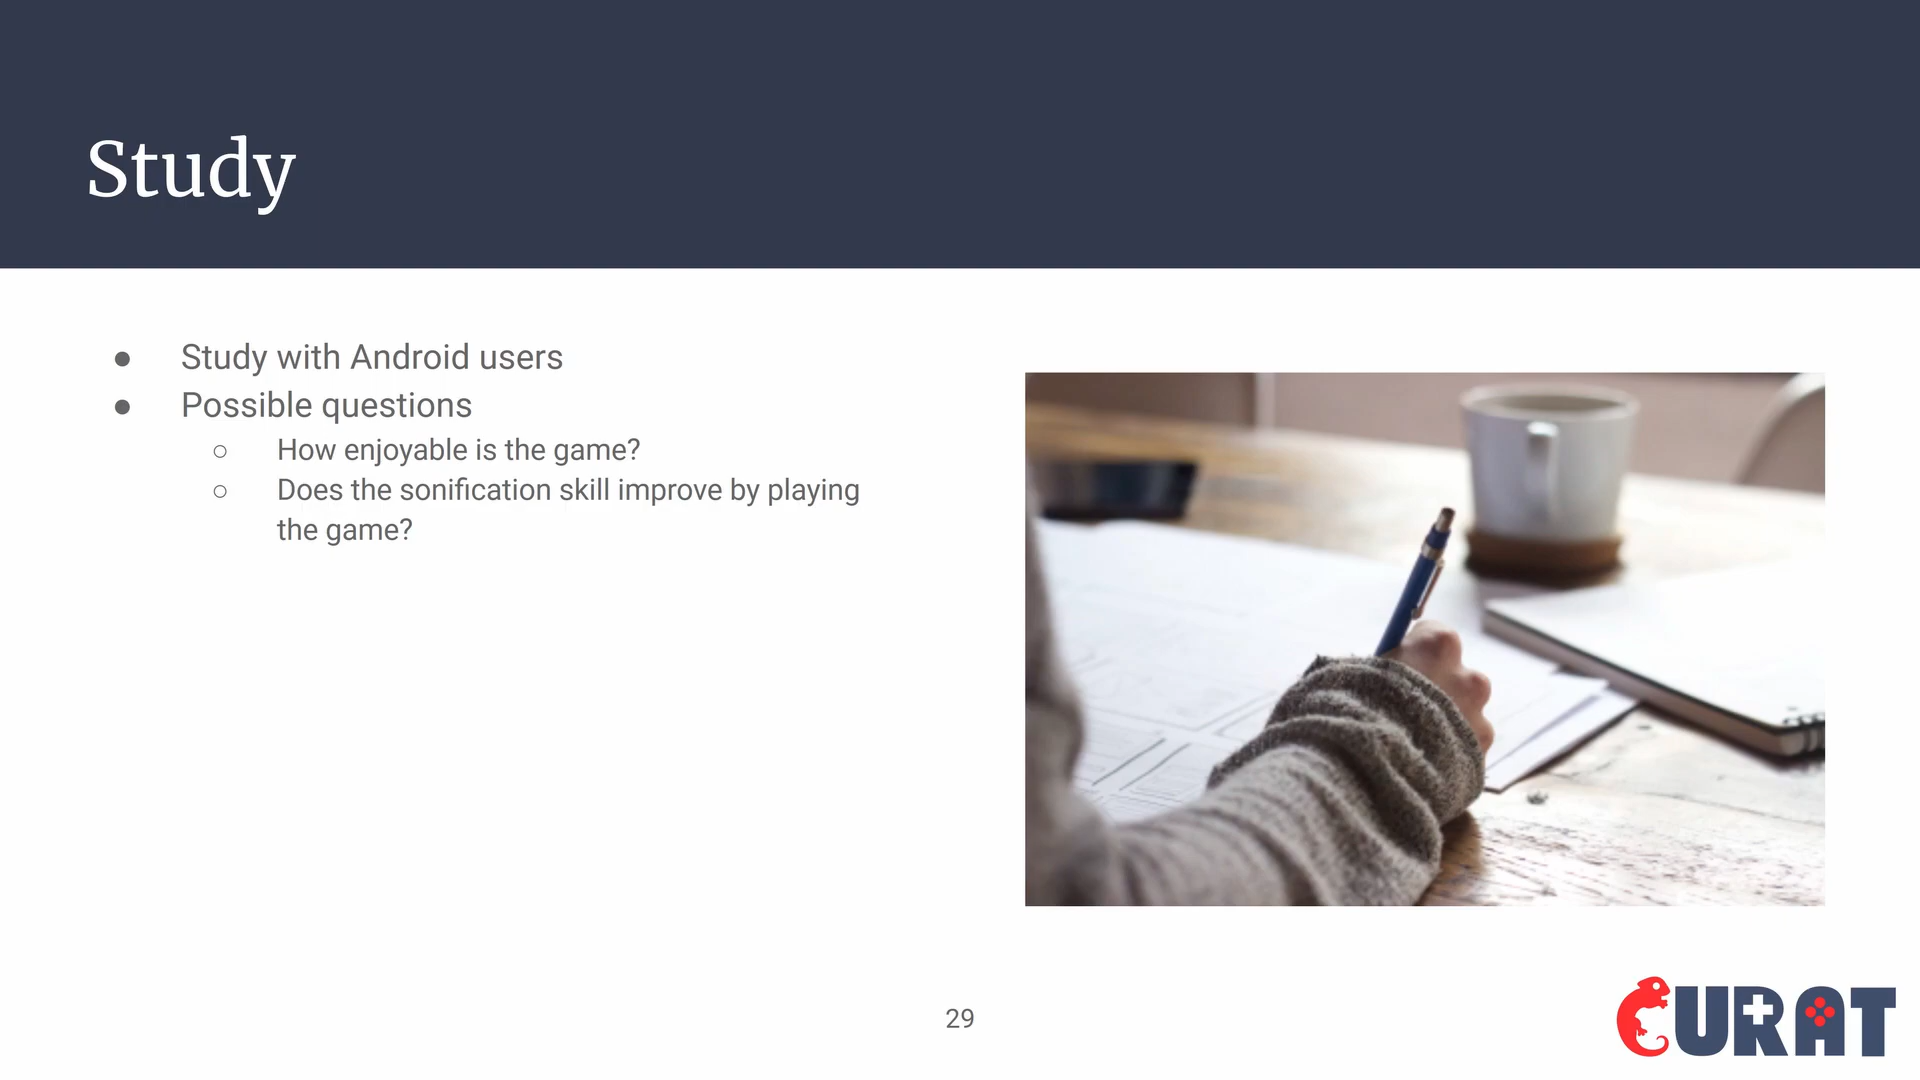 Study
● Study with Android users
● Possible questions
○ How enjoyable is the game?
○ Does the sonification skill improve by playing
the game?
29
CURAT